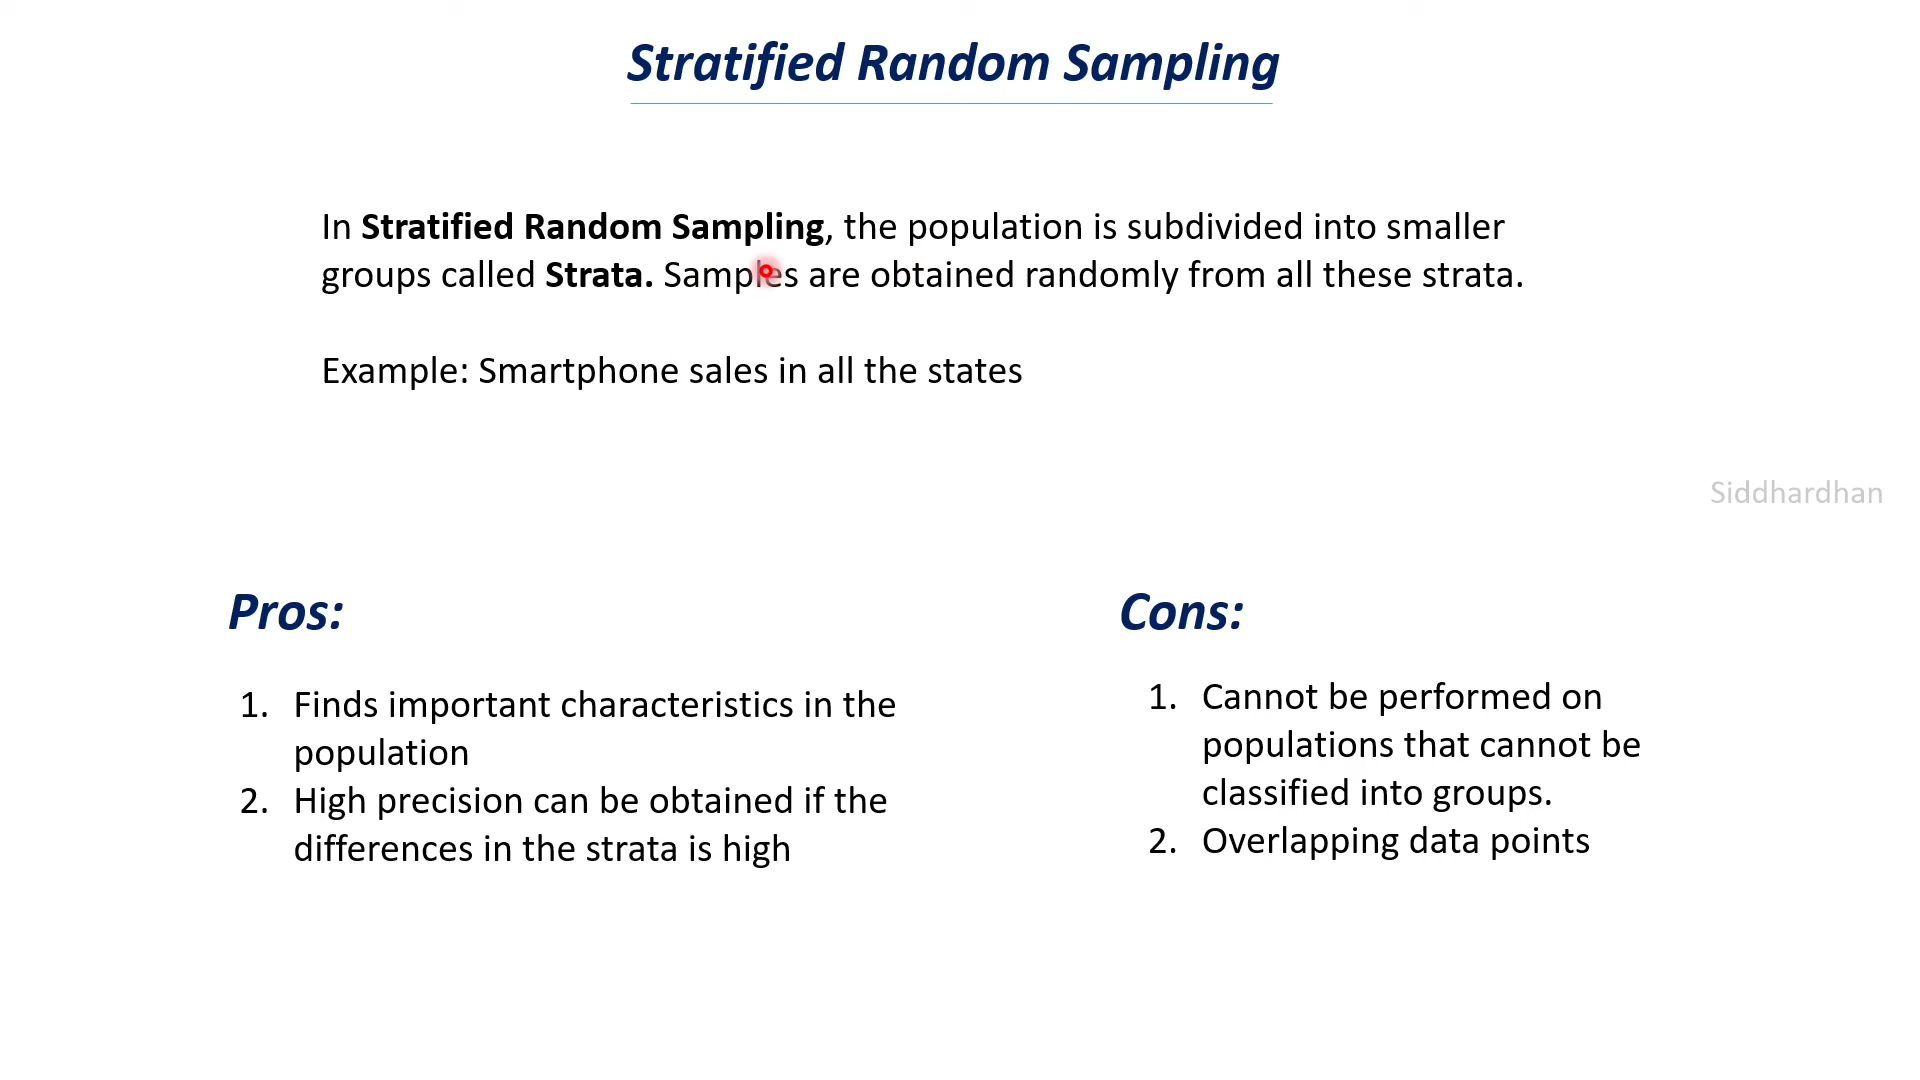 Stratified Random Sampling
In Stratified Random Sampling, the population is subdivided into smaller
groups called Strata. Samples are obtained randomly from all these strata.
Example: Smartphone sales in all the states
Siddhardhan
Pros:
1. Finds important characteristics in the
population
2. High precision can be obtained if the
differences in the strata is high
Cons:
1. Cannot be performed on
populations that cannot be
classified into groups.
2. Overlapping data points